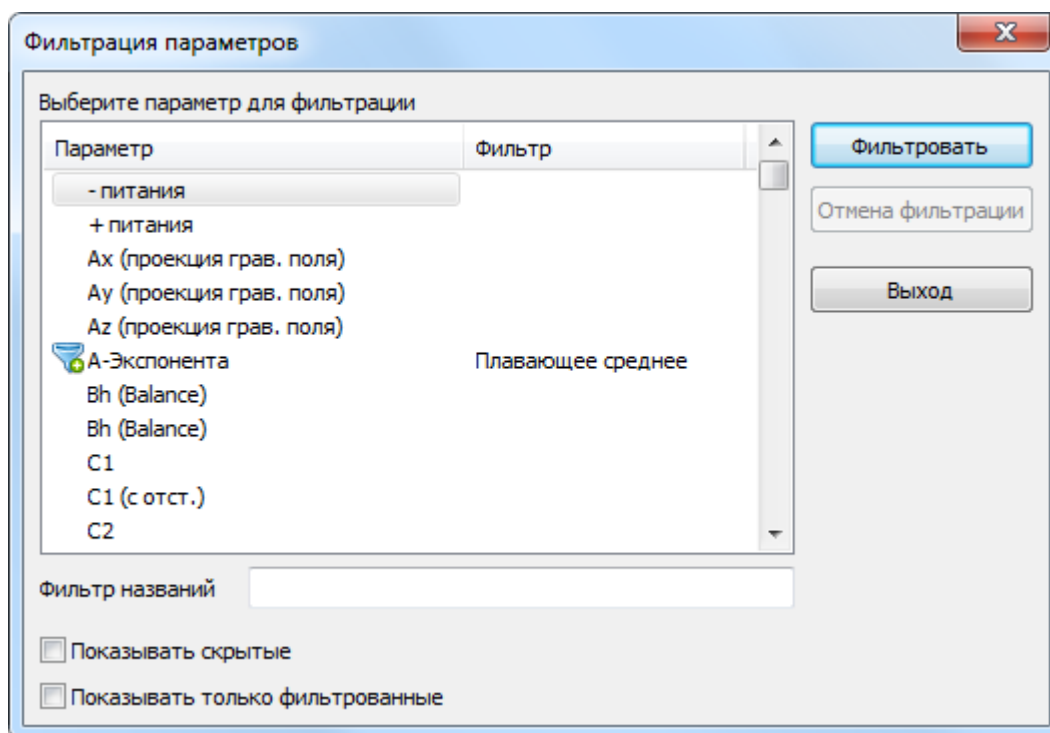 Фильтрация параметров
Выберите параметр для фильтрации
Параметр Фильтр
- питания
+ питания
Ax (проекция грав. поля)
Ay (проекция грав. поля)
Az (проекция грав. поля)
A-Экспонента Плавающее среднее
Bh (Balance)
Bh (Balance)
C1
C1 (с отст.)
C2
Фильтровать
Отмена фильтрации
Выход
Фильтр названий
Показывать скрытые
Показывать только фильтрованные